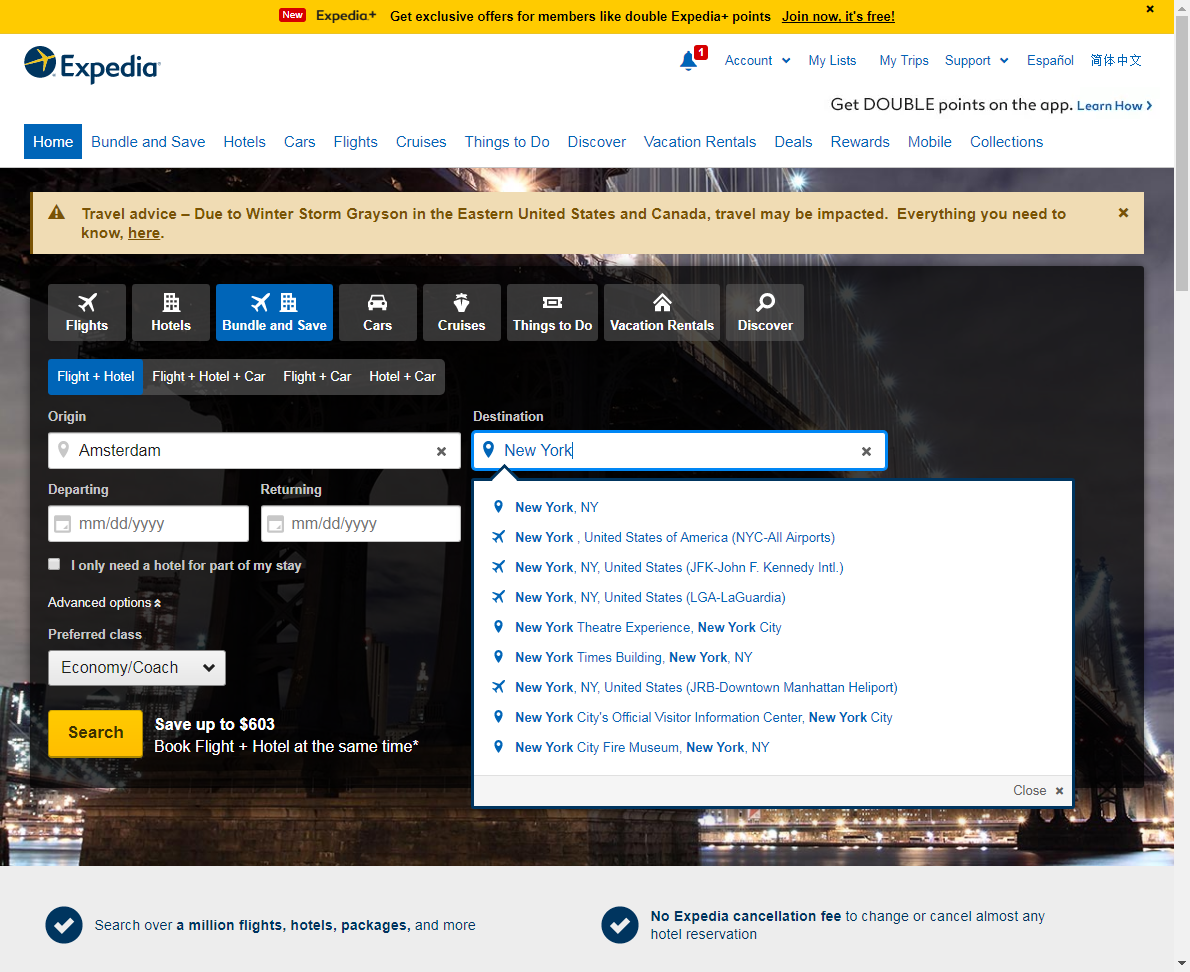 New Expedia+ Get exclusive offers for members like double Expedia+ points Join now, it's free!
Expedia
1 Account My Lists My Trips Support Español 简体中文
Get DOUBLE points on the app. Learn How
Home Bundle and Save Hotels Cars Flights Cruises Things to Do Discover Vacation Rentals Deals Rewards Mobile Collections
Travel advice – Due to Winter Storm Grayson in the Eastern United States and Canada, travel may be impacted. Everything you need to
know, here.
Flights Hotels Bundle and Save Cars Cruises Things to Do Vacation Rentals Discover
Flight + Hotel Flight + Hotel + Car Flight + Car Hotel + Car
Origin Destination
Amsterdam New York
Departing Returning
mm/dd/yyyy mm/dd/yyyy
I only need a hotel for part of my stay
Advanced options
Preferred class
Economy/Coach
Search
Save up to $603
Book Flight + Hotel at the same time*
New York, NY
New York , United States of America (NYC-All Airports)
New York, NY, United States (JFK-John F. Kennedy Intl.)
New York, NY, United States (LGA-LaGuardia)
New York Theatre Experience, New York City
New York Times Building, New York, NY
New York, NY, United States (JRB-Downtown Manhattan Heliport)
New York City's Official Visitor Information Center, New York City
New York City Fire Museum, New York, NY
Close
Search over a million flights, hotels, packages, and more
No Expedia cancellation fee to change or cancel almost any
hotel reservation